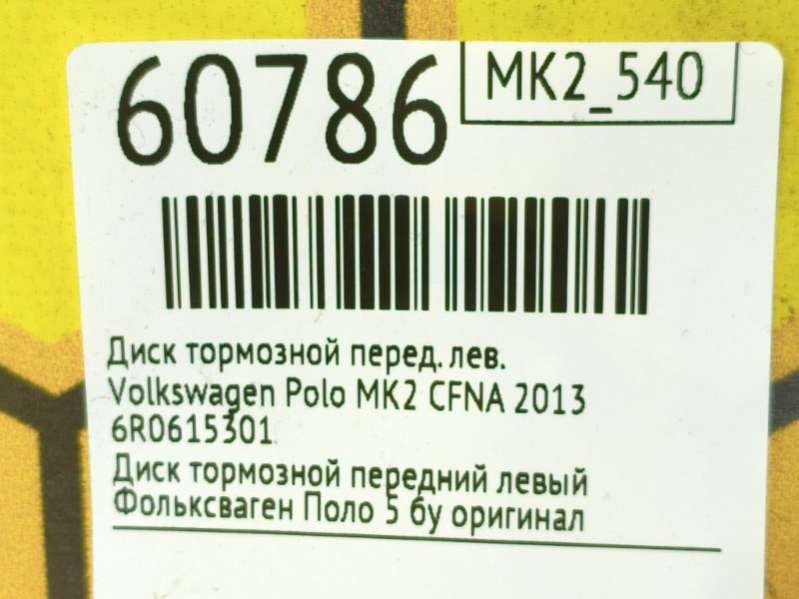 60786
MK2_540
Диск тормозной перед. лев.
Volkswagen Polo MK2 CFNA 2013
6R0615301
Диск тормозной передний левый
Фольксваген Поло 5 бу оригинал